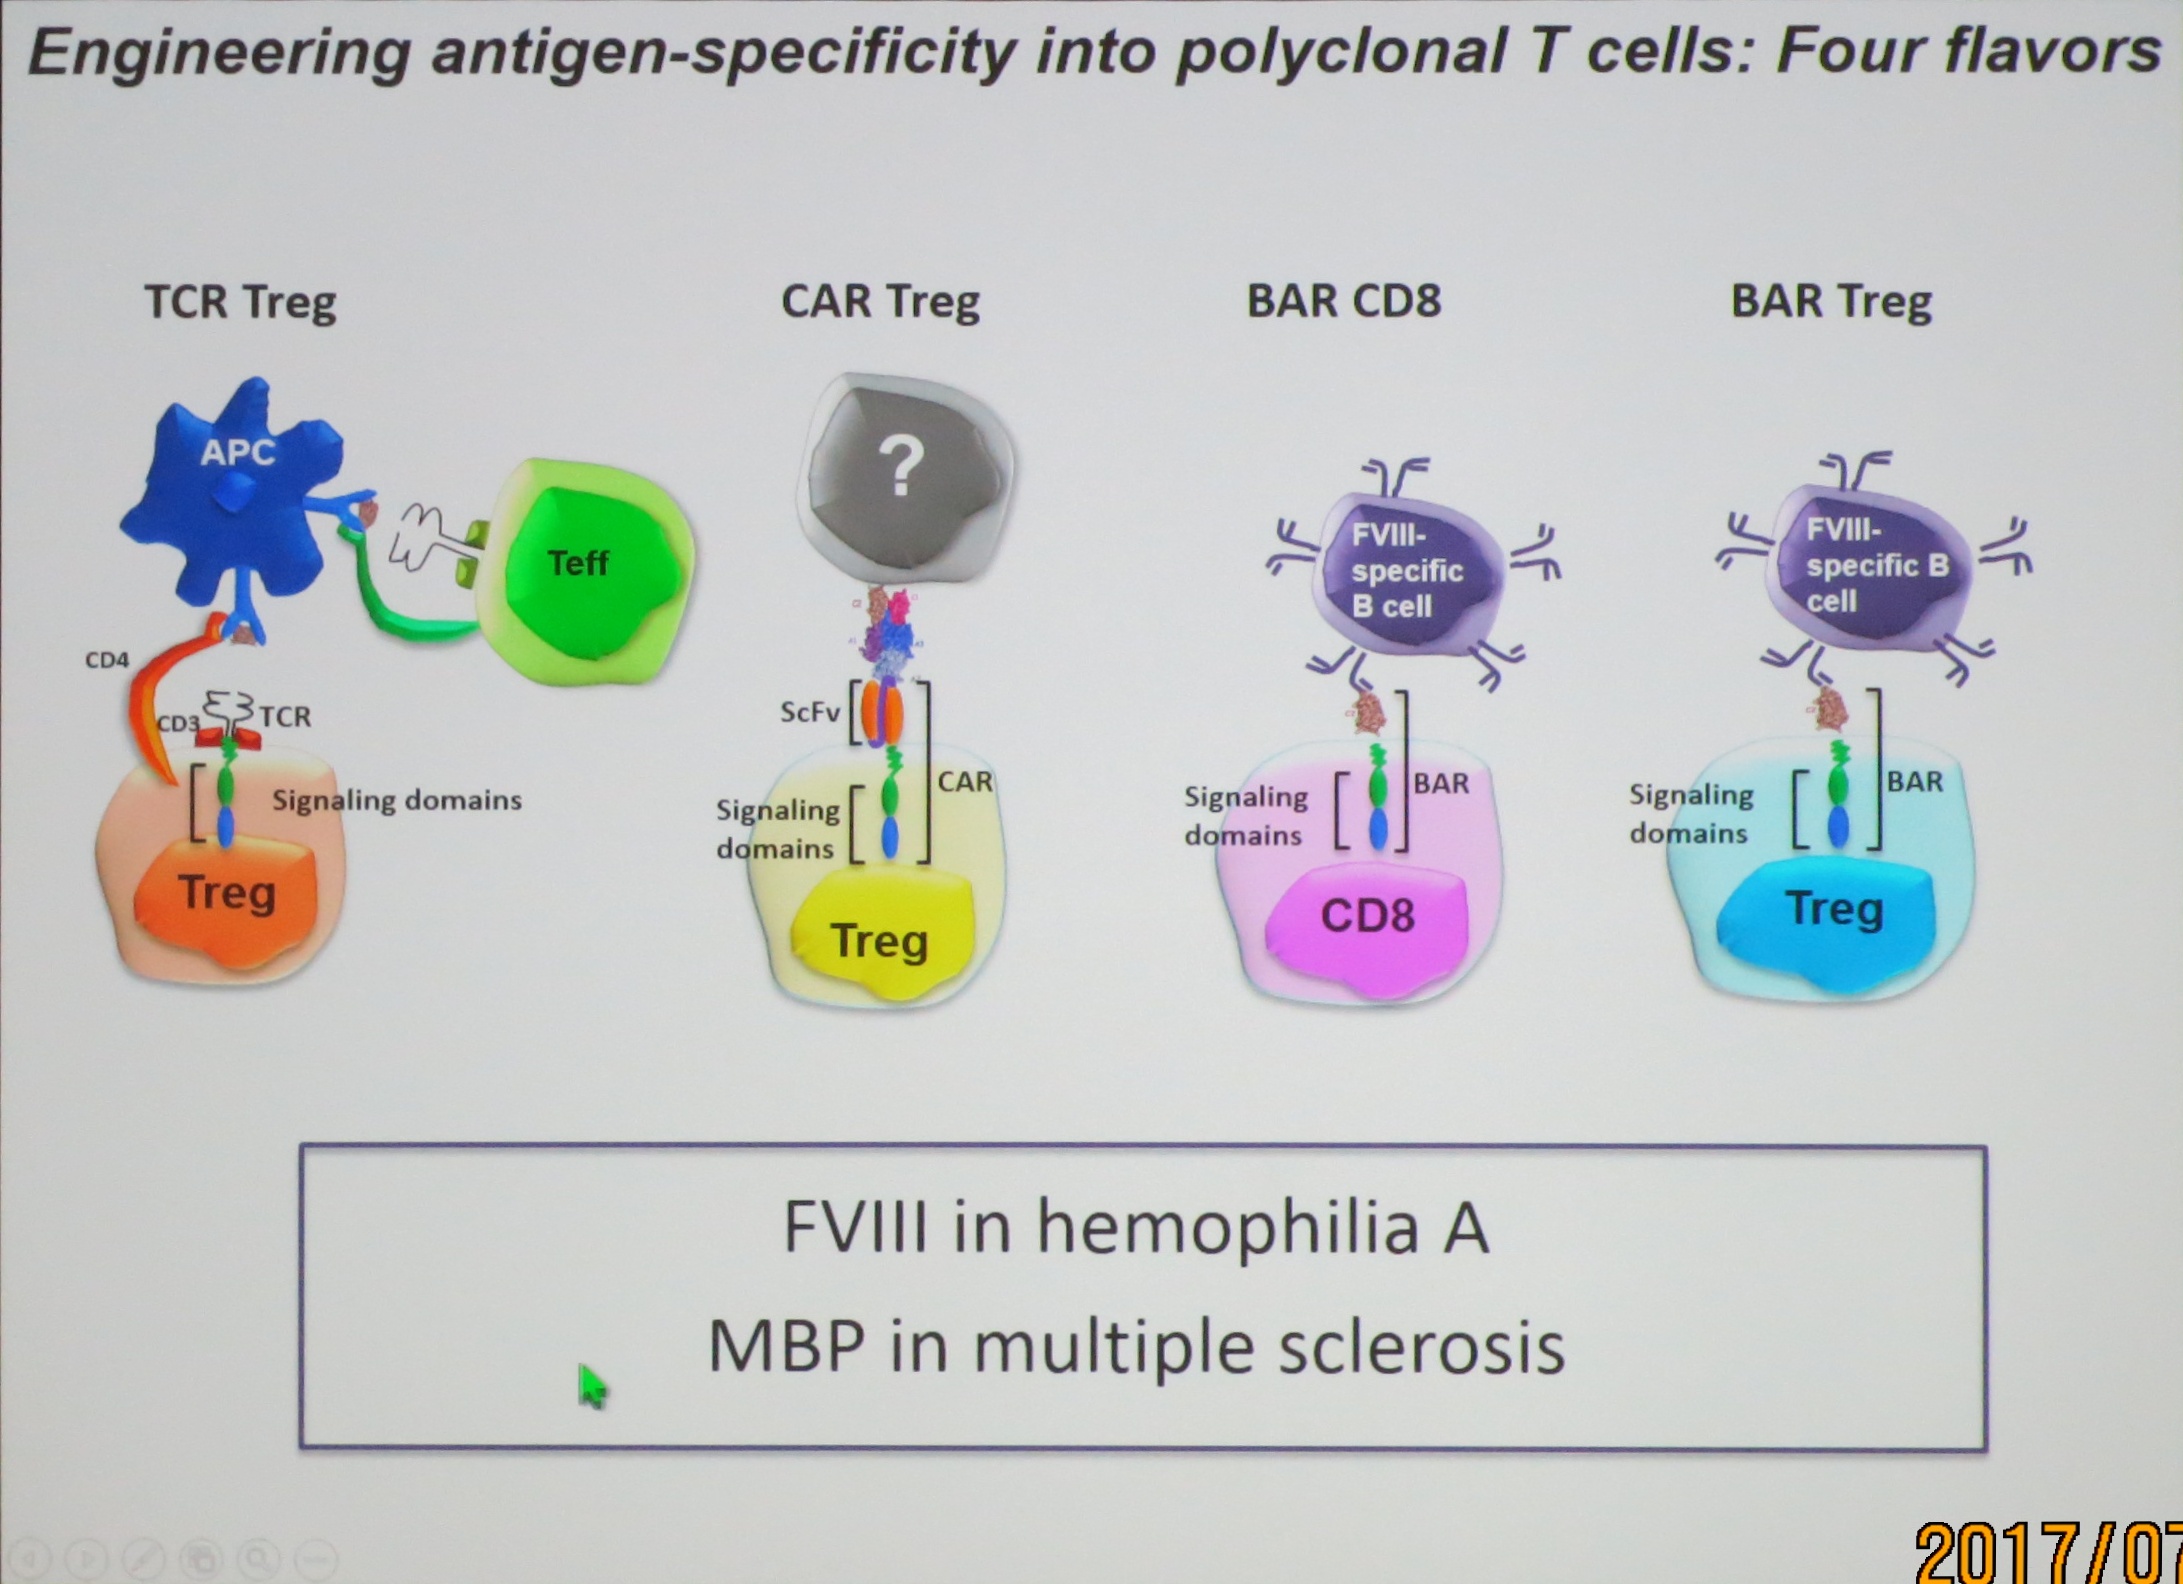 Engineering antigen-specificity into polyclonal T cells: Four flavors
TCR Treg
CAR Treg
BAR CD8
BAR Treg
APC
Teff
CD4
CD3
TCR
Signaling domains
Treg
?
ScFv
CAR
Signaling
domains
Treg
FVIII-
specific
B cell
BAR
Signaling
domains
CD8
FVIII-
specific B
cell
BAR
Signaling
domains
Treg
FVIII in hemophilia A
MBP in multiple sclerosis
2017/07